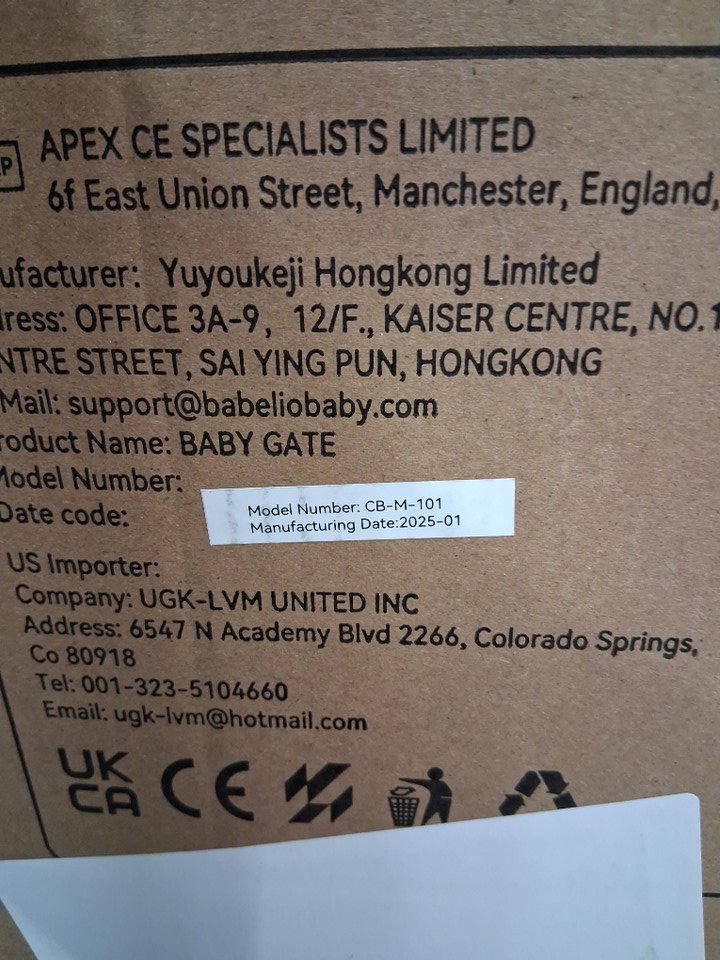 APEX CE SPECIALISTS LIMITED
6f East Union Street, Manchester, England,
ufacturer: Yuyoukeji Hongkong Limited
ress: OFFICE 3A-9, 12/F., KAISER CENTRE, NO.1
NTRE STREET, SAI YING PUN, HONGKONG
Mail: support@babeliobaby.com
roduct Name: BABY GATE
Model Number:
Date code:
Model Number: CB-M-101
Manufacturing Date:2025-01
US Importer:
Company: UGK-LVM UNITED INC
Address: 6547 N Academy Blvd 2266, Colorado Springs,
Co 80918
Tel: 001-323-5104660
Email: ugk-lvm@hotmail.com
UK
CA CE